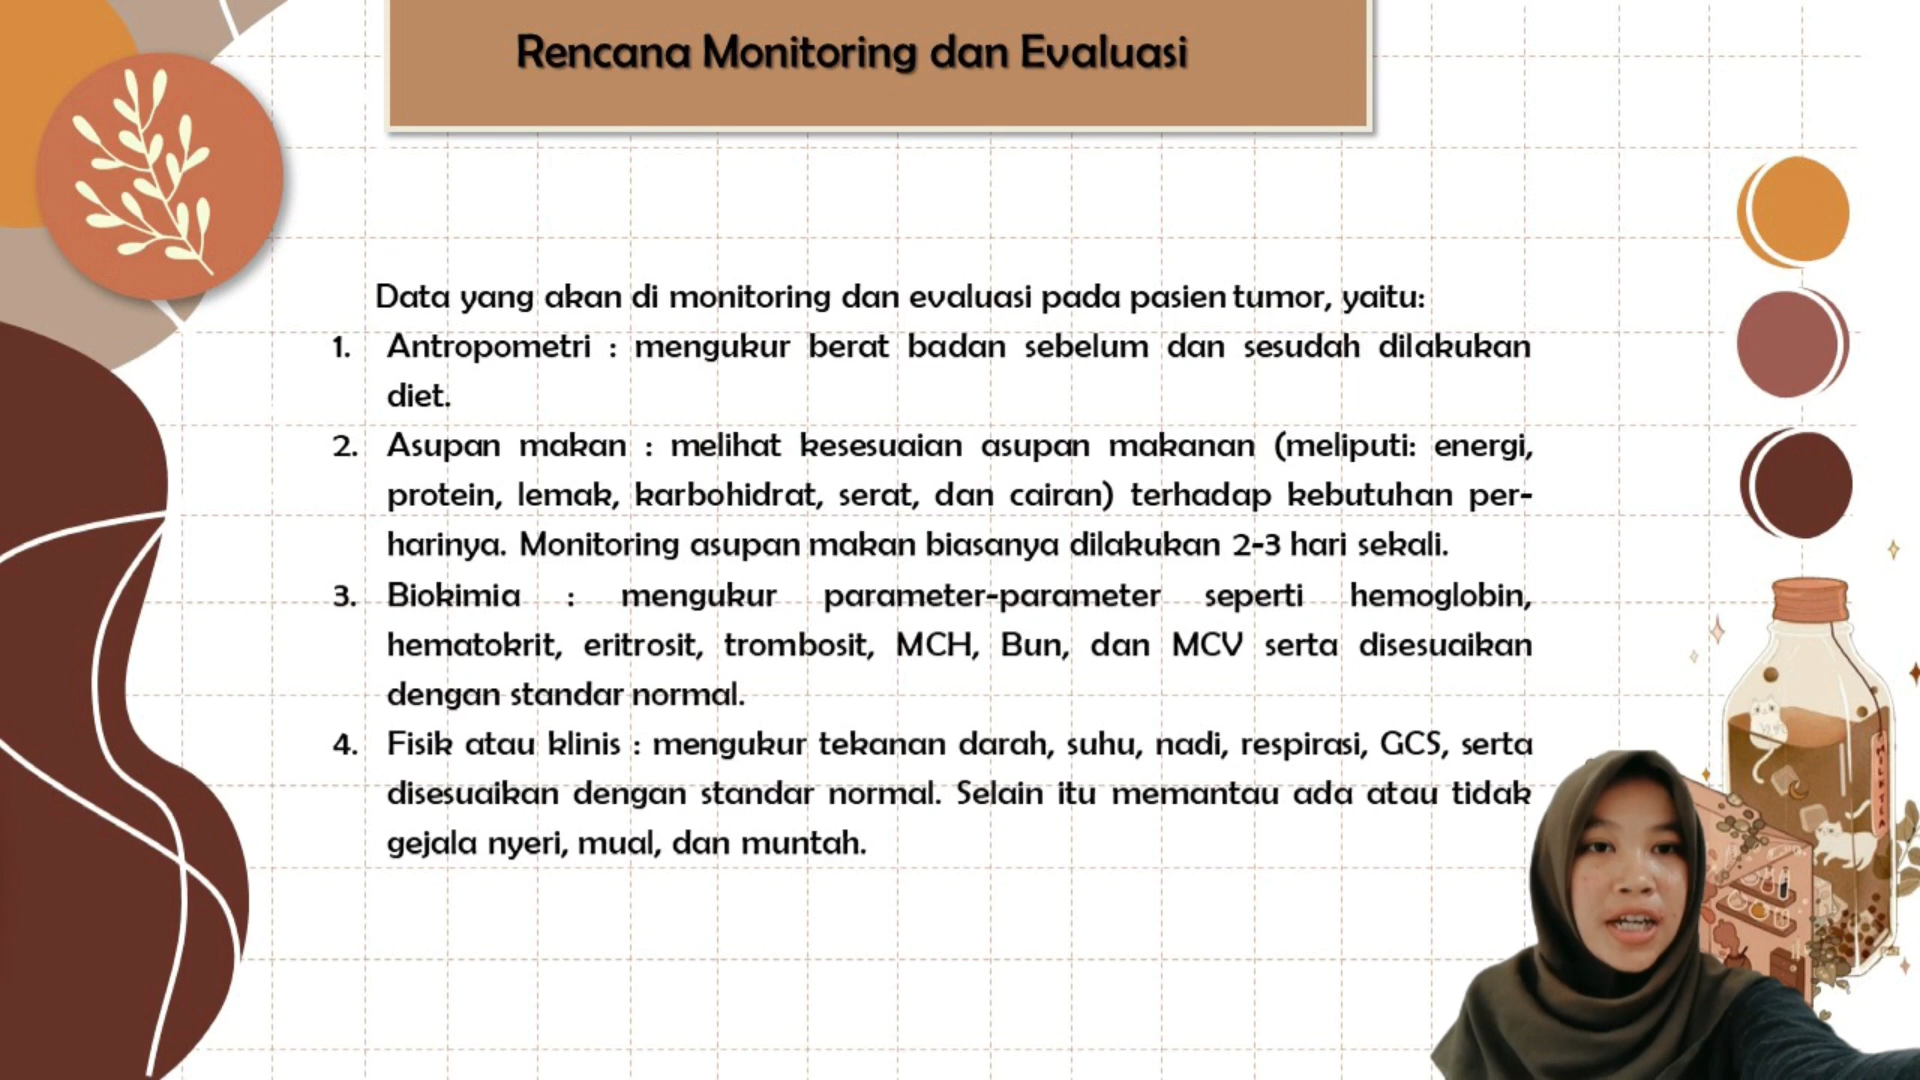 Rencana Monitoring dan Evaluasi
Data yang akan di monitoring dan evaluasi pada pasien tumor, yaitu:
1. Antropometri : mengukur berat badan sebelum dan sesudah dilakukan
diet.
2. Asupan makan : melihat kesesuaian asupan makanan (meliputi: energi,
protein, lemak, karbohidrat, serat, dan cairan) terhadap kebutuhan per-
harinya. Monitoring asupan makan biasanya dilakukan 2-3 hari sekali.
3. Biokimia : mengukur parameter-parameter seperti hemoglobin,
hematokrit, eritrosit, trombosit, MCH, Bun, dan MCV serta disesuaikan
dengan standar normal.
4. Fisik atau klinis : mengukur tekanan darah, suhu, nadi, respirasi, GCS, serta
disesuaikan dengan standar normal. Selain itu memantau ada atau tidak
gejala nyeri, mual, dan muntah.
MILKTEA